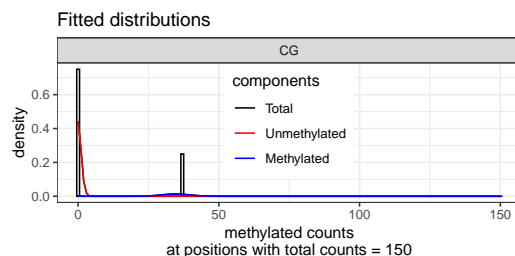 Fitted distributions
CG
components
Total
Unmethylated
Methylated
density
0.6
0.4
0.2
0.0
0
50
100
150
methylated counts
at positions with total counts = 150